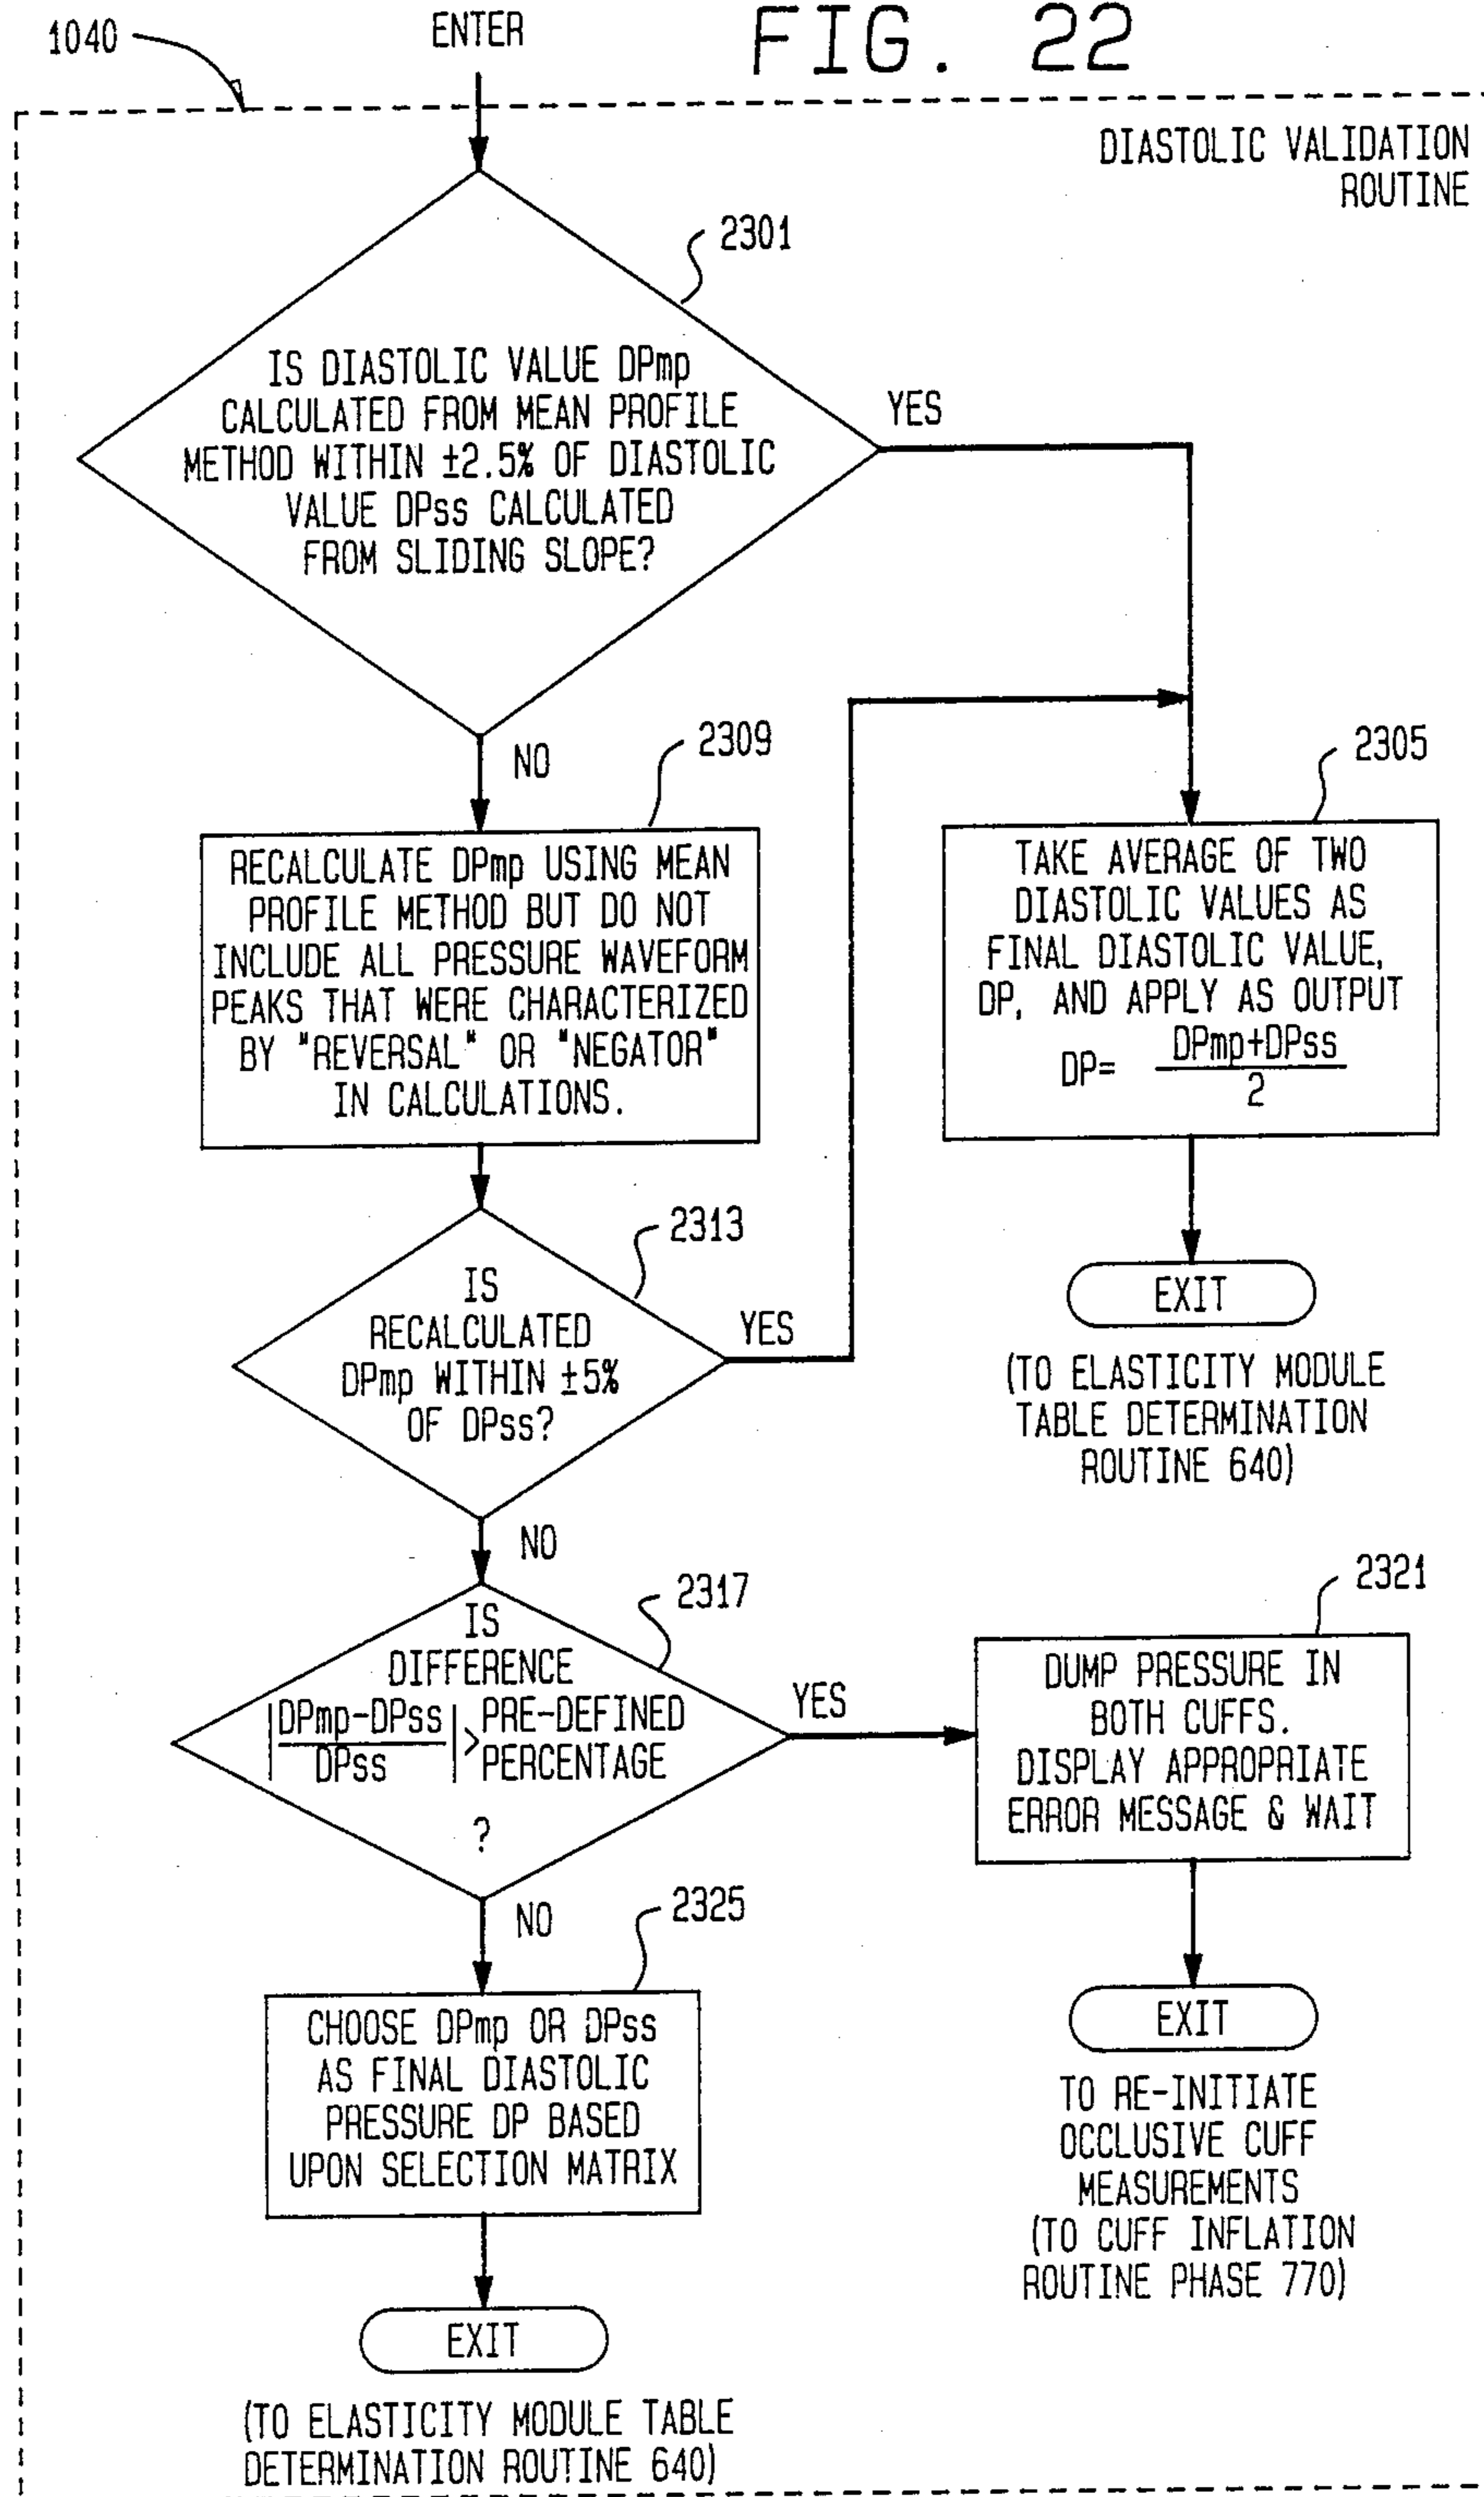 FIG. 22
1040
ENTER
DIASTOLIC VALIDATION
ROUTINE
2301
IS DIASTOLIC VALUE DPmp
CALCULATED FROM MEAN PROFILE
METHOD WITHIN ±2.5% OF DIASTOLIC
VALUE DPss CALCULATED
FROM SLIDING SLOPE?
YES
NO
2309
RECALCULATE DPmp USING MEAN
PROFILE METHOD BUT DO NOT
INCLUDE ALL PRESSURE WAVEFORM
PEAKS THAT WERE CHARACTERIZED
BY "REVERSAL" OR "NEGATOR"
IN CALCULATIONS.
2305
TAKE AVERAGE OF TWO
DIASTOLIC VALUES AS
FINAL DIASTOLIC VALUE,
DP, AND APPLY AS OUTPUT
DP= DPmp+DPss
2
EXIT
(TO ELASTICITY MODULE
TABLE DETERMINATION
ROUTINE 640)
2313
IS
RECALCULATED
DPmp WITHIN ±5%
OF DPss?
YES
NO
2317
IS
DIFFERENCE
|DPmp-DPss| > PRE-DEFINED
DPss PERCENTAGE
?
YES
NO
2321
DUMP PRESSURE IN
BOTH CUFFS.
DISPLAY APPROPRIATE
ERROR MESSAGE & WAIT
EXIT
TO RE-INITIATE
OCCLUSIVE CUFF
MEASUREMENTS
(TO CUFF INFLATION
ROUTINE PHASE 770)
2325
CHOOSE DPmp OR DPss
AS FINAL DIASTOLIC
PRESSURE DP BASED
UPON SELECTION MATRIX
EXIT
(TO ELASTICITY MODULE TABLE
DETERMINATION ROUTINE 640)